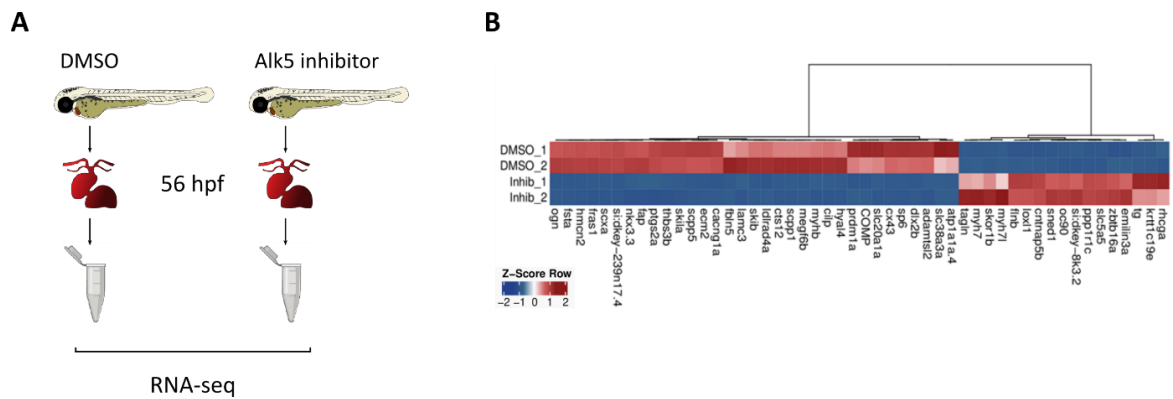 A
B
DMSO
Alk5 inhibitor
56 hpf
RNA-seq
DMSO_1
DMSO_2
Inhib_1
Inhib_2
ogn
fsta
hmcn2
fras1
scxa
si:dkey-239n17.4
nkx3.3
fap
ptgs2a
thbs3b
skila
scpp5
ecm2
cacng1a
fbln5
lamc3
skib
ldlrad4a
cts12
scpp1
megf6b
myhb
cilp
hyal4
prdm1a
COMP
slc20a1a
cx43
sp6
dlx2b
adamtsl2
slc38a3a
atp1a1a.4
tagln
myh7
skor1b
myh7l
flnb
loxl1
cntnap5b
sned1
oc90
si:dkey-8k3.2
ppp1r1c
slc5a5
zbtb16a
emilin3a
tg
krt1c19e
rhcga
Z-Score Row
-2 -1 0 1 2